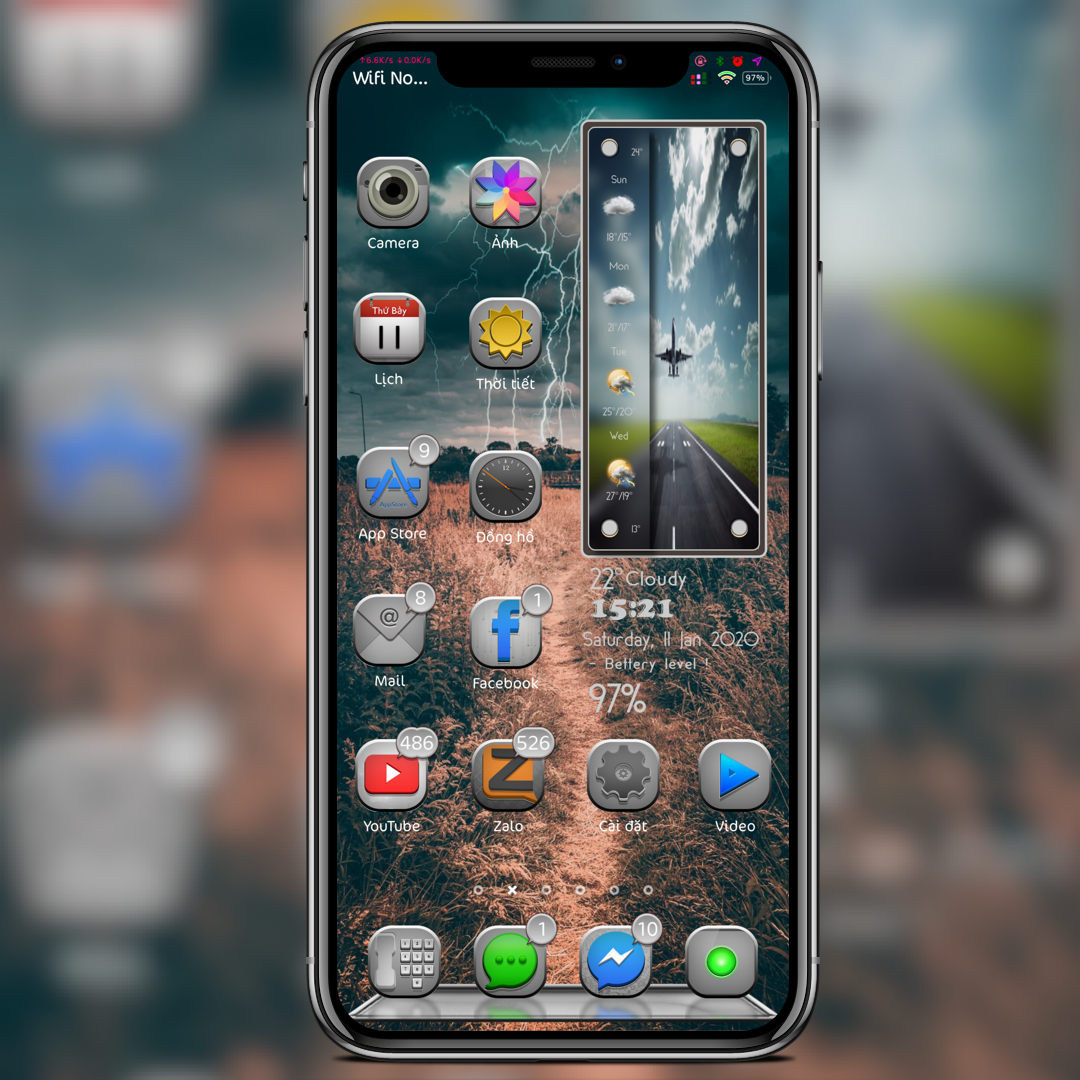 ↑6.6K/s ↓0.0K/s
Wifi No...
97%
24°
Sun
18°/15°
Mon
21°/17°
Tue
25°/20°
Wed
27°/19°
13°
Camera
Ảnh
Thứ Bảy
11
Lịch
Thời tiết
9
AppStore
App Store
12
Đồng hồ
22° Cloudy
15:21
Saturday, 11 Jan 2020
- Bettery level !
97%
@
8
Mail
f
1
Facebook
486
YouTube
Z
526
Zalo
Cài đặt
Video
1
10